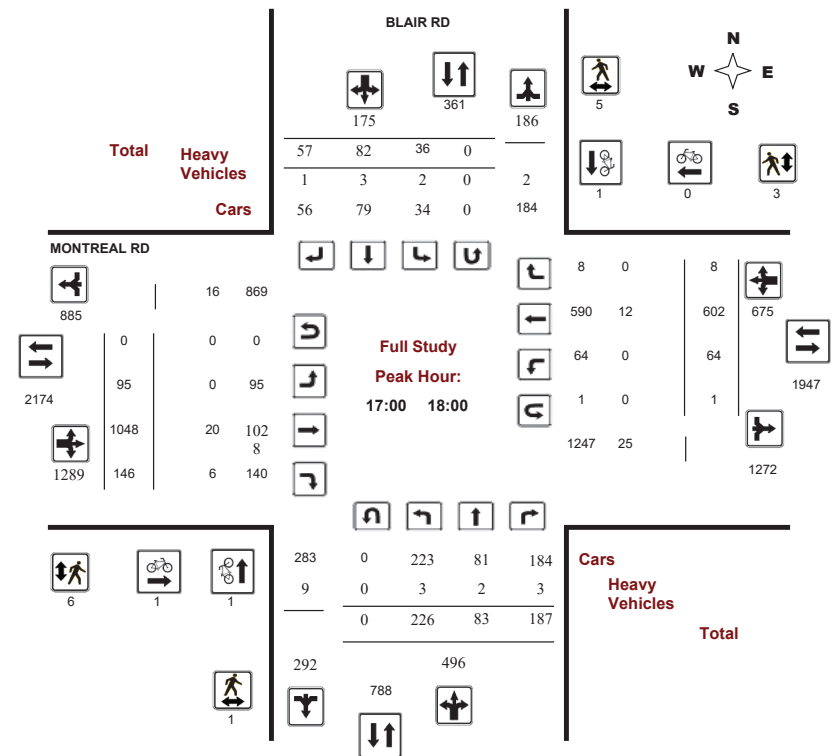 BLAIR RD
N
W E
S
361
5
175 186
57 82 36 0
Total Heavy
Vehicles
1 3 2 0 2
1 0 3
Cars 56 79 34 0 184
MONTREAL RD
16 869
885
8 0 8
590 12 602 675
0 0 0
Full Study
64 0 64
2174
95 0 95
Peak Hour:
1947
17:00 18:00
1 0 1
1048 20 102
8
1247 25
1289 146 6 140
1272
283 0 223 81 184 Cars
9 0 3 2 3 Heavy
Vehicles
6 1 1
0 226 83 187
Total
292 496
788
1